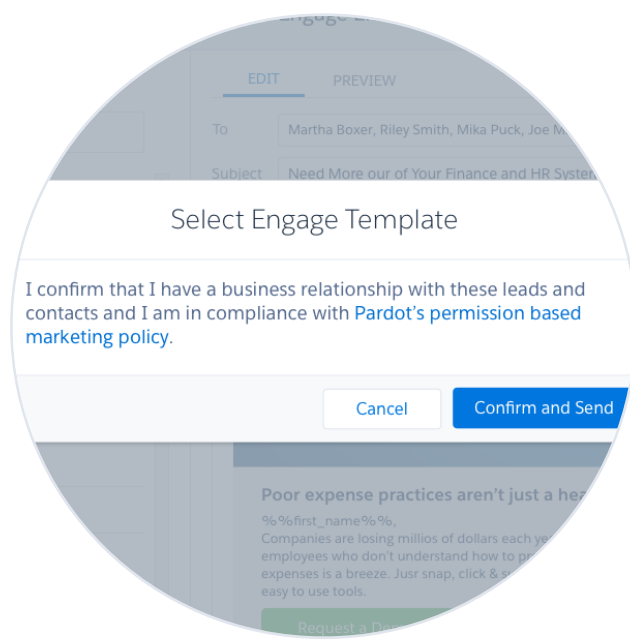 EDIT PREVIEW
To Martha Boxer, Riley Smith, Mika Puck, Joe
Subject Need More our of Your Finance and HR System
Select Engage Template
I confirm that I have a business relationship with these leads and
contacts and I am in compliance with Pardot’s permission based
marketing policy.
Cancel Confirm and Send
Poor expense practices aren’t just a
%%first_name%%,
Companies are losing millios of dollars each
employees who don’t understand how to
expenses is a breeze. Jusr snap, click &
easy to use tools.
Request a